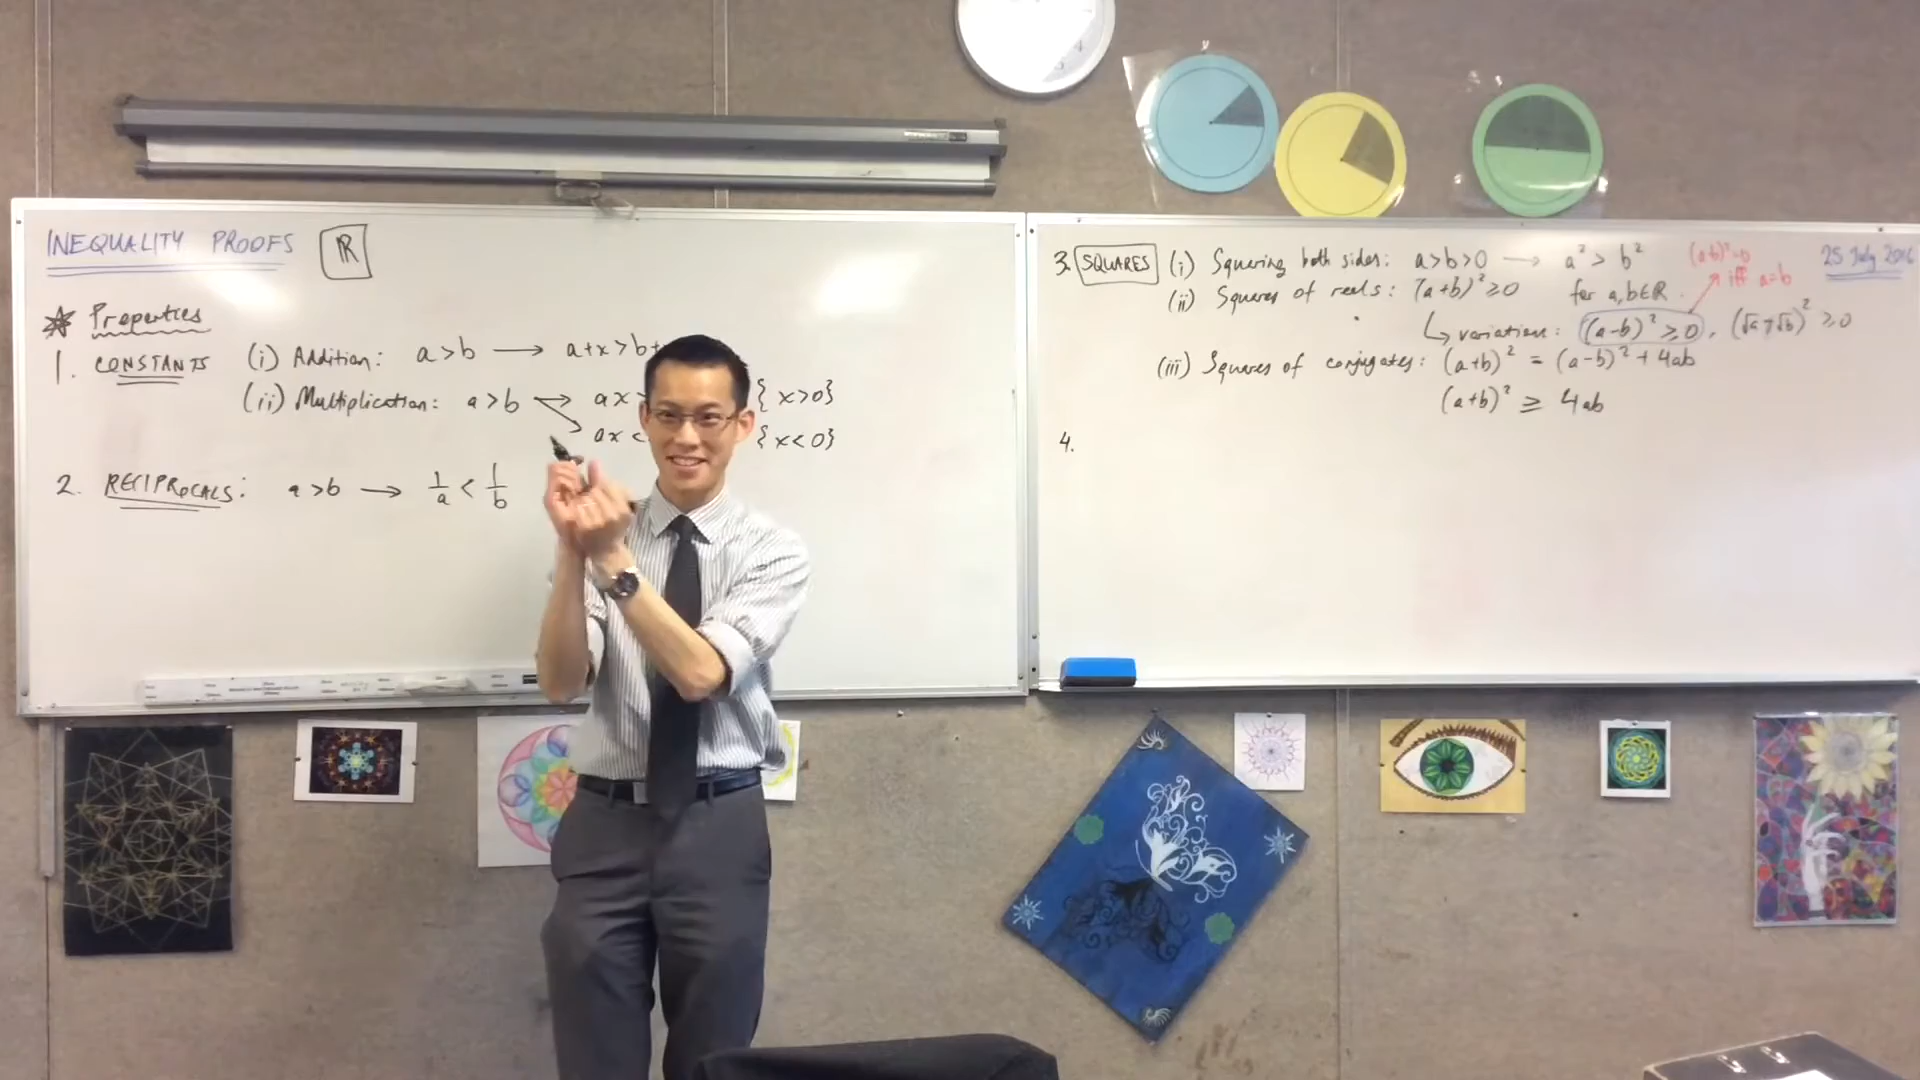 INEQUALITY PROOFS ℝ
★ Properties
1. CONSTANTS (i) Addition: a > b → a+x > b+
(ii) Multiplication: a > b → ax > {x>0}
ax < {x<0}
2. RECIPROCALS: a > b → 1/a < 1/b
3. SQUARES (i) Squaring both sides: a > b > 0 → a² > b²
(ii) Squares of reals: (a+b)² ≥ 0 for a,b∈ℝ.
↳ variations: (a-b)² ≥ 0, (√a ∓ √b)² ≥ 0
(iii) Squares of conjugates: (a+b)² = (a-b)² + 4ab
(a+b)² ≥ 4ab
4.
(a-b)²=0
iff a=b
25 July 2016